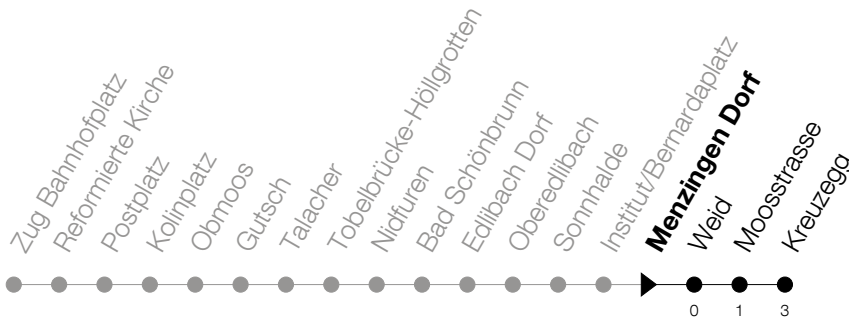 Zug Bahnhofplatz
Reformierte Kirche
Postplatz
Kolinplatz
Obmoos
Gutsch
Talacher
Tobelbrücke-Höllgrotten
Nidfuren
Bad Schönbrunn
Edlibach Dorf
Oberedlibach
Sonnhalde
Institut/Bernardaplatz
Menzingen Dorf
Weid
Moosstrasse
Kreuzegg
0 1 3